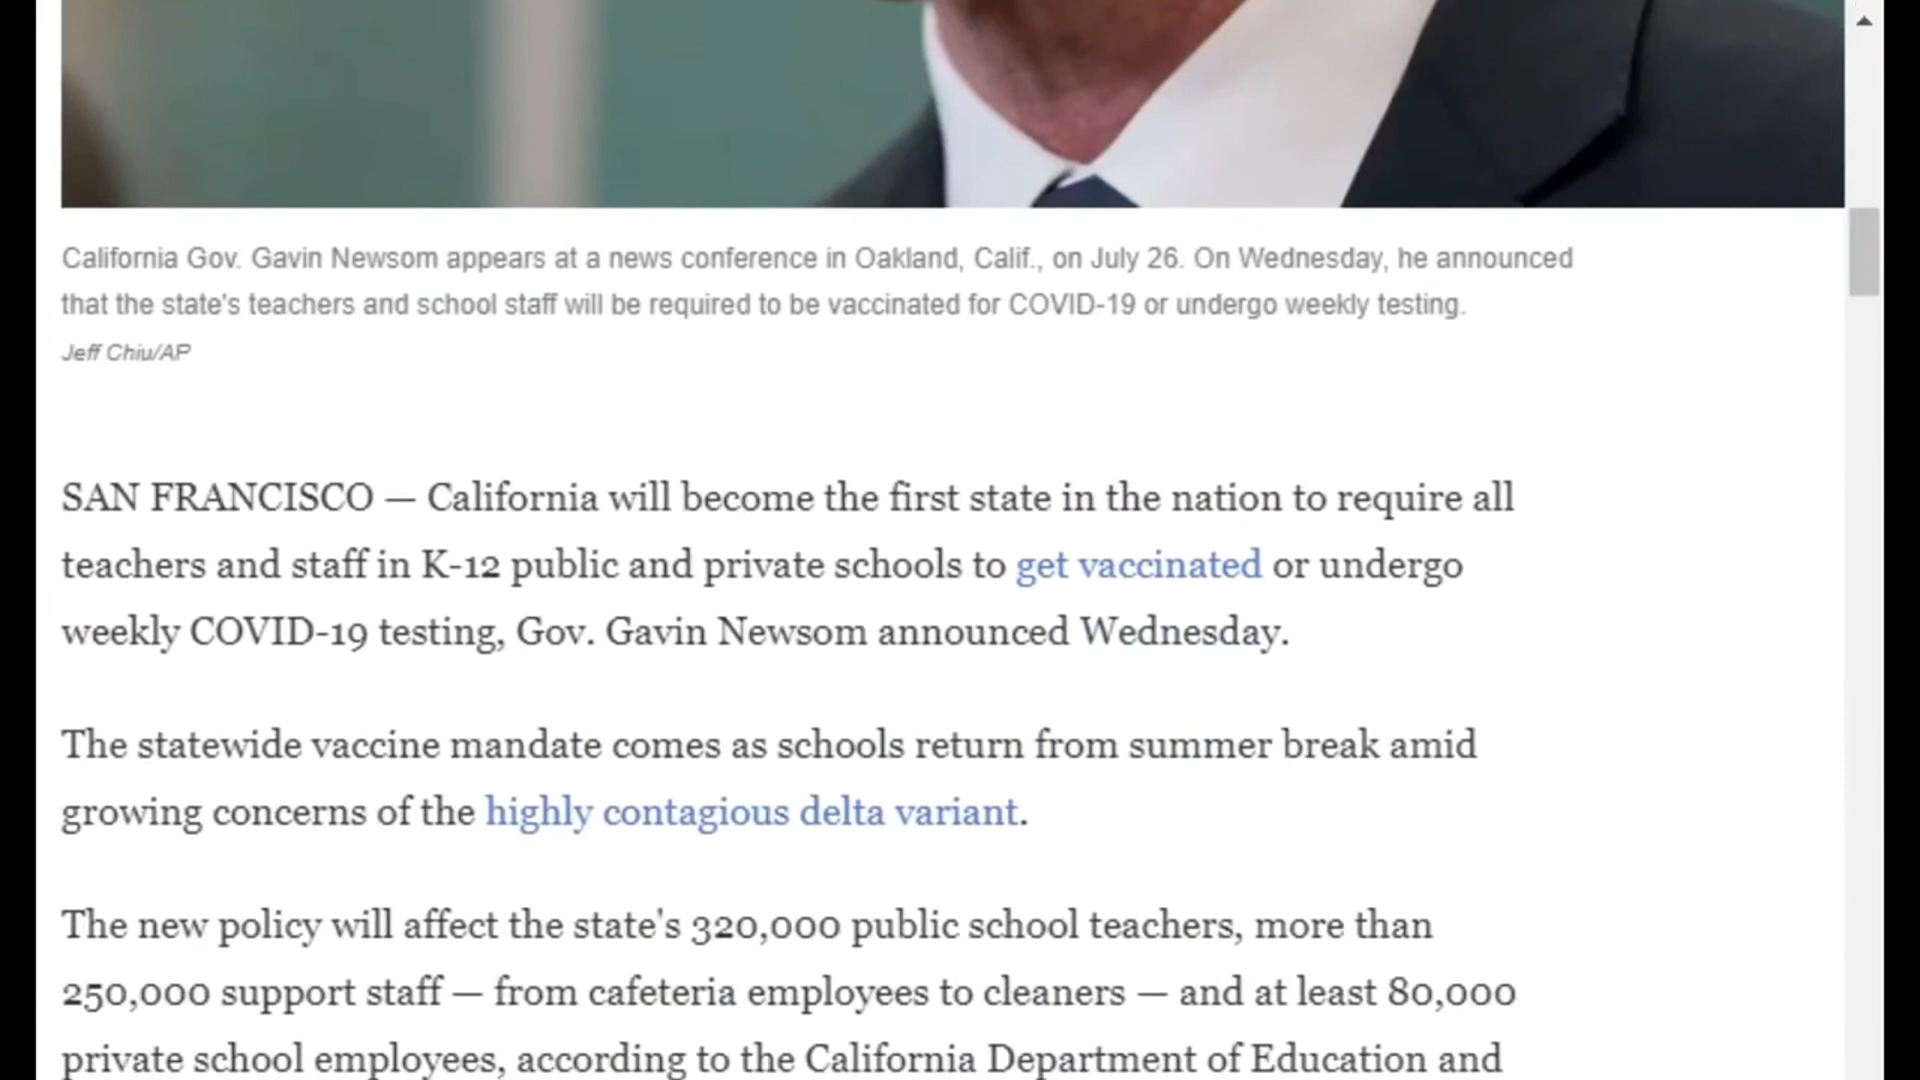 California Gov. Gavin Newsom appears at a news conference in Oakland, Calif., on July 26. On Wednesday, he announced
that the state's teachers and school staff will be required to be vaccinated for COVID-19 or undergo weekly testing.
Jeff Chiu/AP
SAN FRANCISCO — California will become the first state in the nation to require all
teachers and staff in K-12 public and private schools to get vaccinated or undergo
weekly COVID-19 testing, Gov. Gavin Newsom announced Wednesday.
The statewide vaccine mandate comes as schools return from summer break amid
growing concerns of the highly contagious delta variant.
The new policy will affect the state's 320,000 public school teachers, more than
250,000 support staff — from cafeteria employees to cleaners — and at least 80,000
private school employees, according to the California Department of Education and